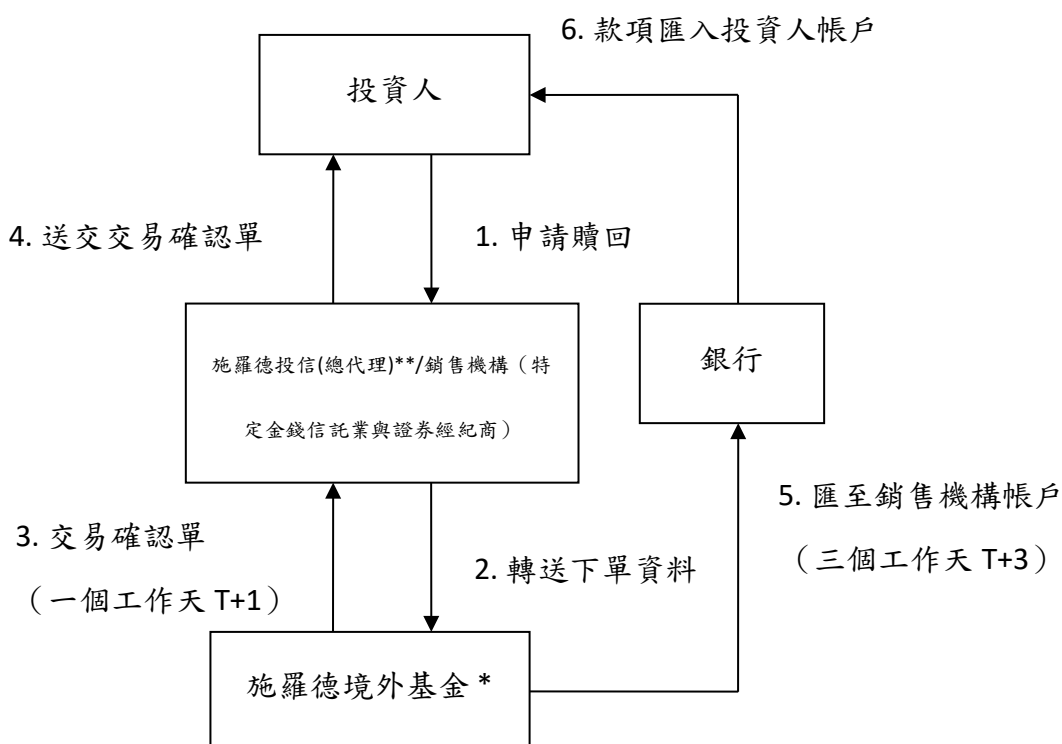 6. 款項匯入投資人帳戶
投資人
4. 送交交易確認單
1. 申請贖回
施羅德投信(總代理)**/銷售機構（特
定金錢信託業與證券經紀商）
銀行
3. 交易確認單
（一個工作天 T+1）
2. 轉送下單資料
5. 匯至銷售機構帳戶
（三個工作天 T+3）
施羅德境外基金 *